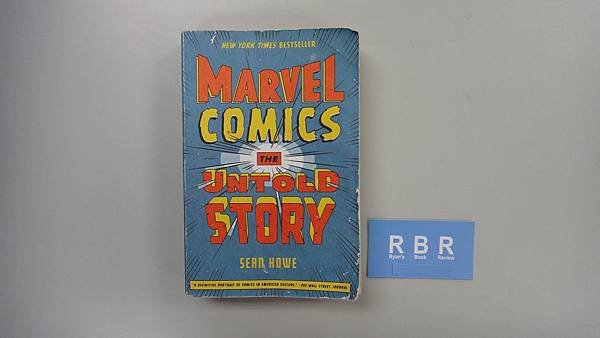 NEW YORK TIMES BESTSELLER
MARVEL
COMICS
THE
UNTOLD
STORY
SEAN HOWE
"A DEFINITIVE PORTRAIT OF COMICS IN AMERICAN CULTURE." —THE WALL STREET JOURNAL
R B R
Ryan's Book Review